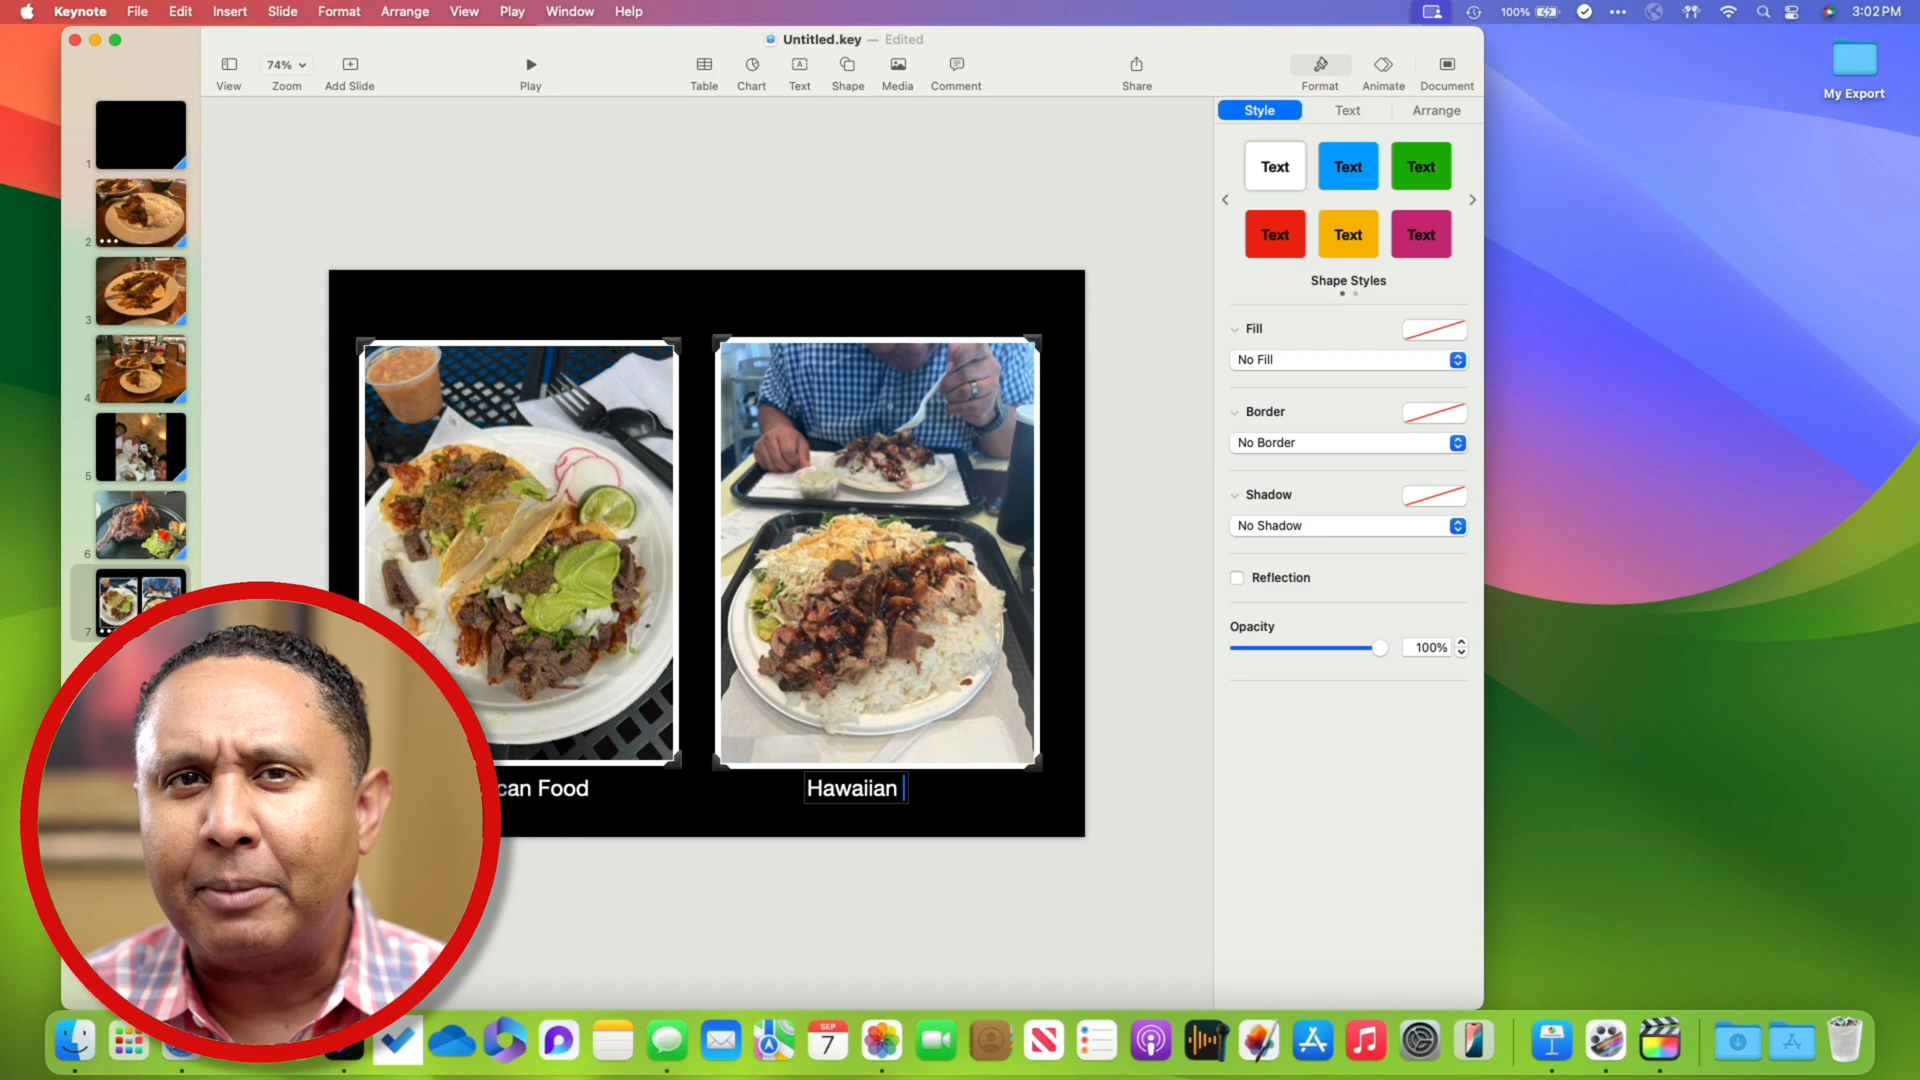 Keynote File Edit Insert Slide Format Arrange View Play Window Help
100% 3:02 PM
Untitled.key — Edited
74%
View Zoom Add Slide Play Table Chart Text Shape Media Comment Share Format Animate Document
My Export
Style Text Arrange
Text Text Text
Text Text Text
Shape Styles
Fill
No Fill
Border
No Border
Shadow
No Shadow
Reflection
Opacity
100%
1
2
3
4
5
6
7
can Food
Hawaiian
SEP
7